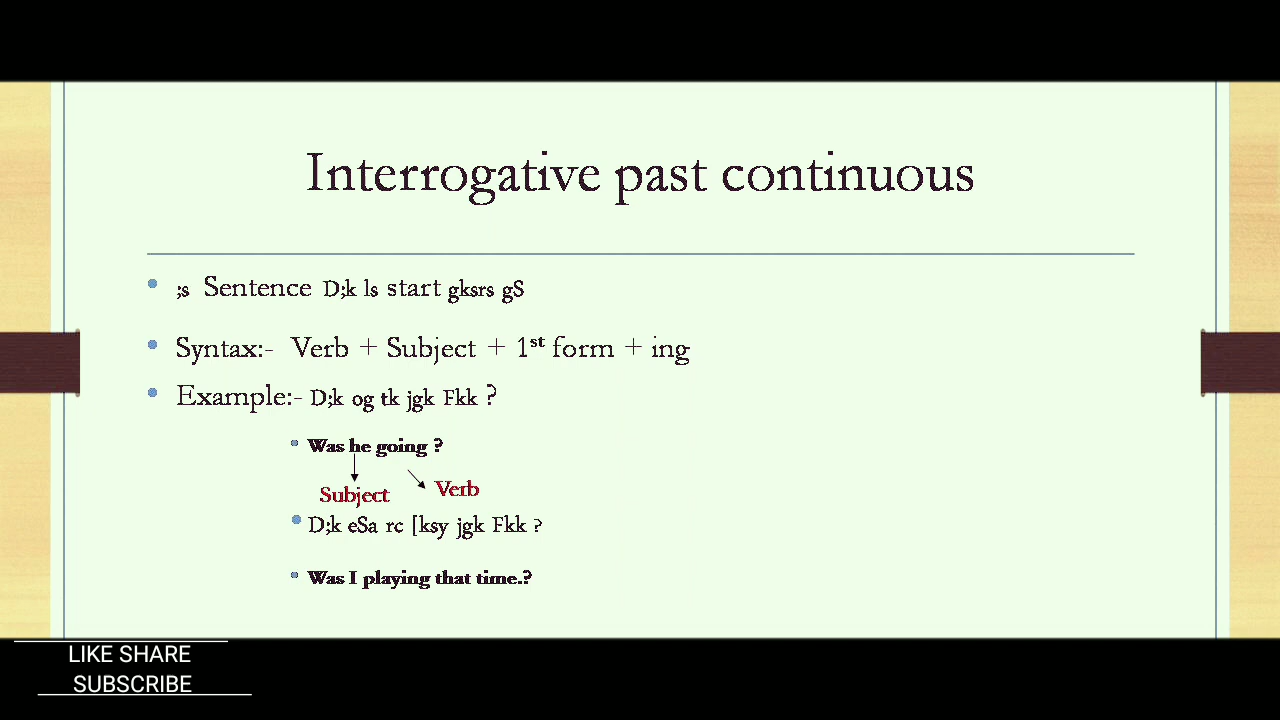 Interrogative past continuous
;s Sentence D;k ls start gksrs gS
Syntax:- Verb + Subject + 1st form + ing
Example:- D;k og tk jgk Fkk ?
Was he going ?
Subject Verb
D;k eSa rc [ksy jgk Fkk ?
Was I playing that time.?
LIKE SHARE
SUBSCRIBE